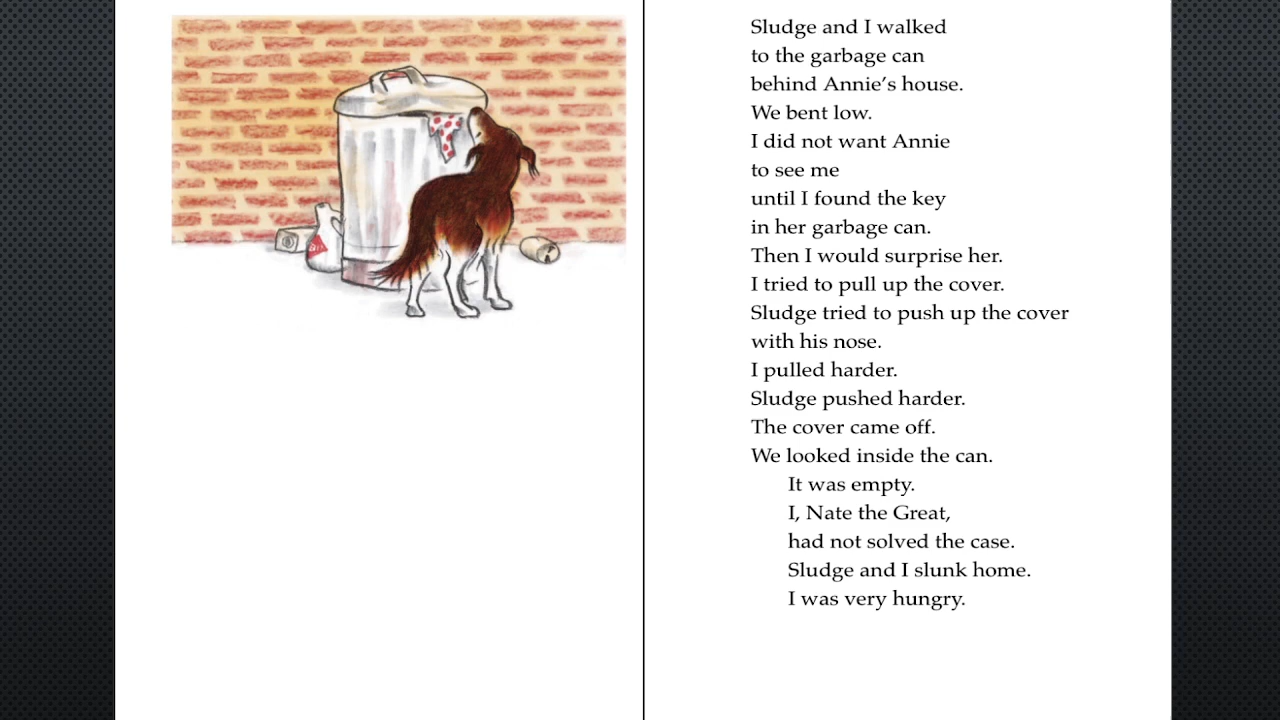 Sludge and I walked
to the garbage can
behind Annie’s house.
We bent low.
I did not want Annie
to see me
until I found the key
in her garbage can.
Then I would surprise her.
I tried to pull up the cover.
Sludge tried to push up the cover
with his nose.
I pulled harder.
Sludge pushed harder.
The cover came off.
We looked inside the can.
It was empty.
I, Nate the Great,
had not solved the case.
Sludge and I slunk home.
I was very hungry.